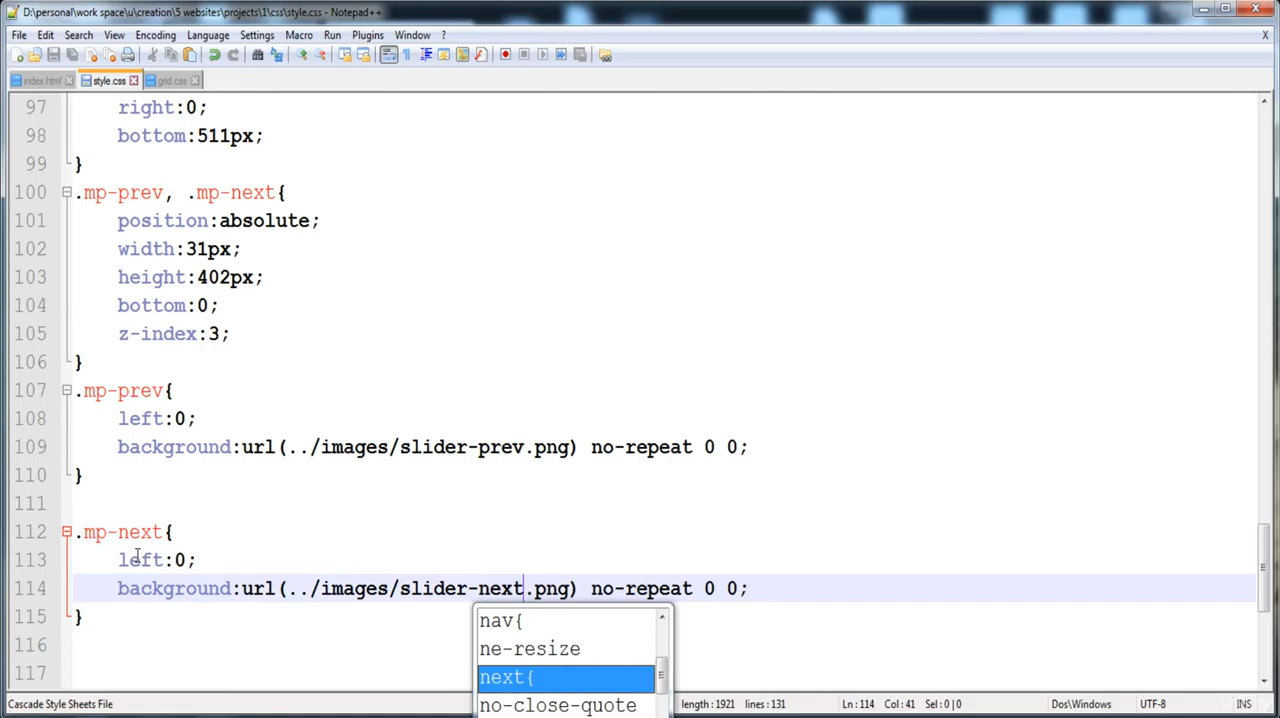 D:\personal\work space\u\creation\5 websites\projects\1\css\style.css - Notepad++
File Edit Search View Encoding Language Settings Macro Run Plugins Window ? X
index.html style.css grid.css
97 right:0;
98 bottom:511px;
99 }
100 .mp-prev, .mp-next{
101 position:absolute;
102 width:31px;
103 height:402px;
104 bottom:0;
105 z-index:3;
106 }
107 .mp-prev{
108 left:0;
109 background:url(../images/slider-prev.png) no-repeat 0 0;
110 }
111
112 .mp-next{
113 left:0;
114 background:url(../images/slider-next.png) no-repeat 0 0;
115 }
nav{
116
ne-resize
117
next{
no-close-quote
Cascade Style Sheets File length : 1921 lines : 131 Ln : 114 Col : 41 Sel : 0 | 0 Dos\Windows UTF-8 INS